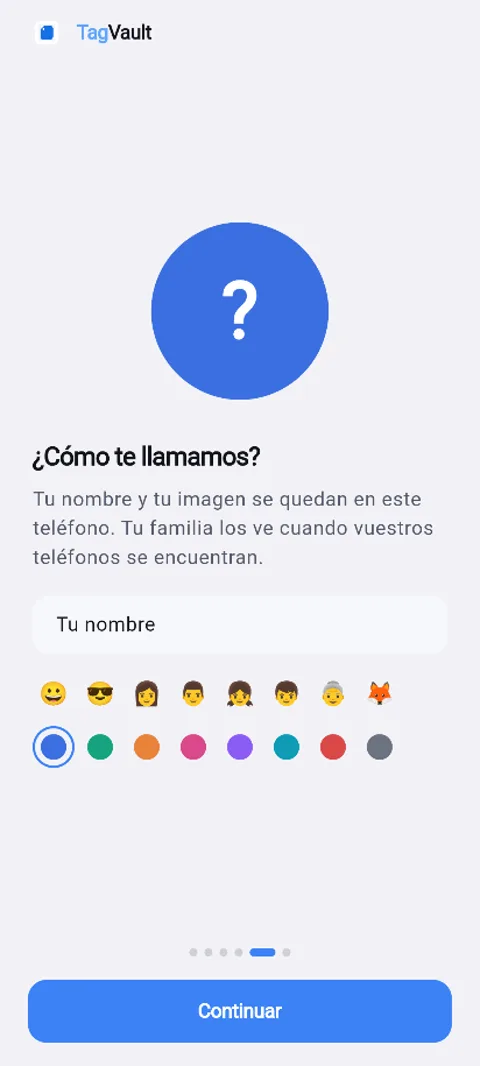 TagVault
?
¿Cómo te llamamos?
Tu nombre y tu imagen se quedan en este
teléfono. Tu familia los ve cuando vuestros
teléfonos se encuentran.
Tu nombre
Continuar